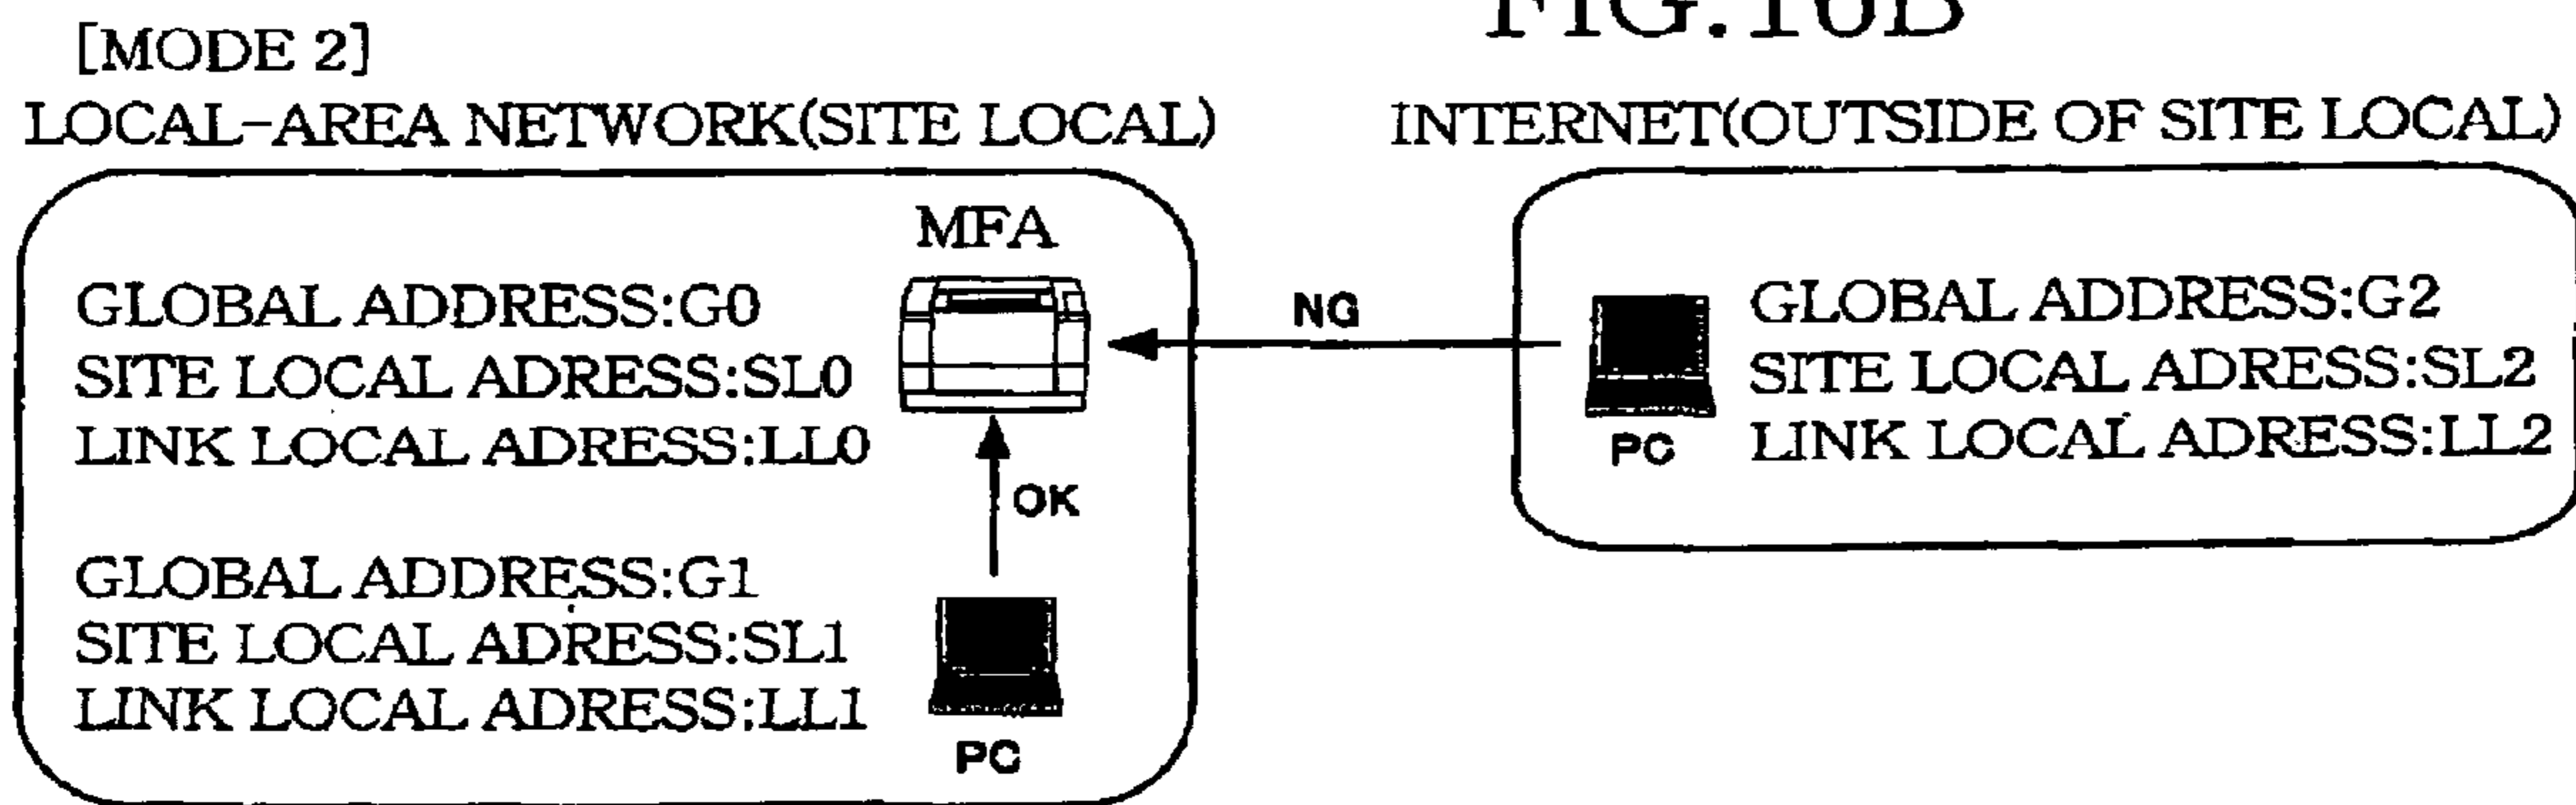 FIG.10B
[MODE 2]
LOCAL-AREA NETWORK(SITE LOCAL)
INTERNET(OUTSIDE OF SITE LOCAL)
MFA
GLOBAL ADDRESS:G0
SITE LOCAL ADRESS:SL0
LINK LOCAL ADRESS:LL0
OK
GLOBAL ADDRESS:G1
SITE LOCAL ADRESS:SL1
LINK LOCAL ADRESS:LL1
PC
NG
GLOBAL ADDRESS:G2
SITE LOCAL ADRESS:SL2
LINK LOCAL ADRESS:LL2
PC